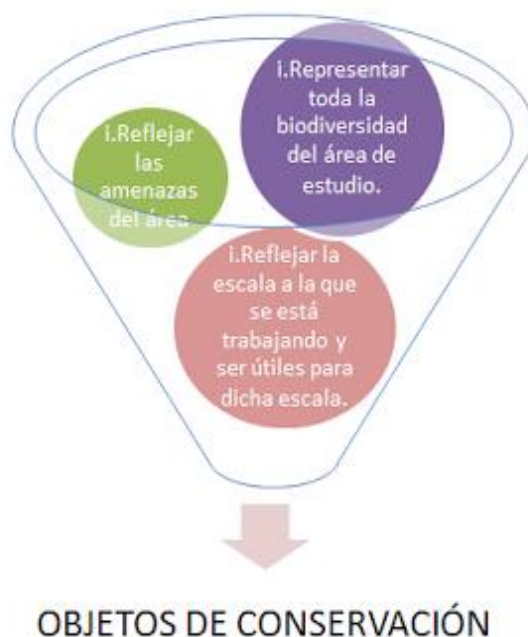 i.Representar
toda la
biodiversidad
del área de
estudio.
i.Reflejar
las
amenazas
del área
i.Reflejar la
escala a la que
se está
trabajando y
ser útiles para
dicha escala.
OBJETOS DE CONSERVACIÓN